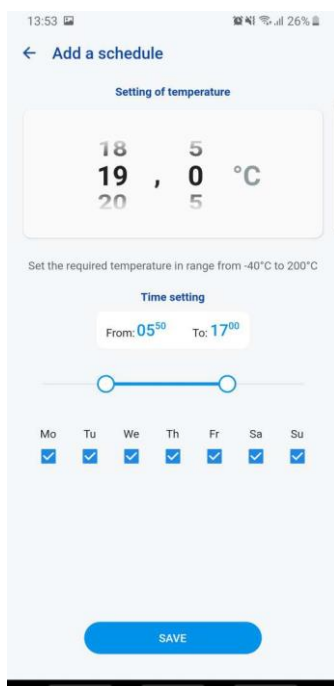 13:53 26%
← Add a schedule
Setting of temperature
18 5
19 , 0 °C
20 5
Set the required temperature in range from -40°C to 200°C
Time setting
From: 05⁵⁰ To: 17⁰⁰
Mo Tu We Th Fr Sa Su
SAVE